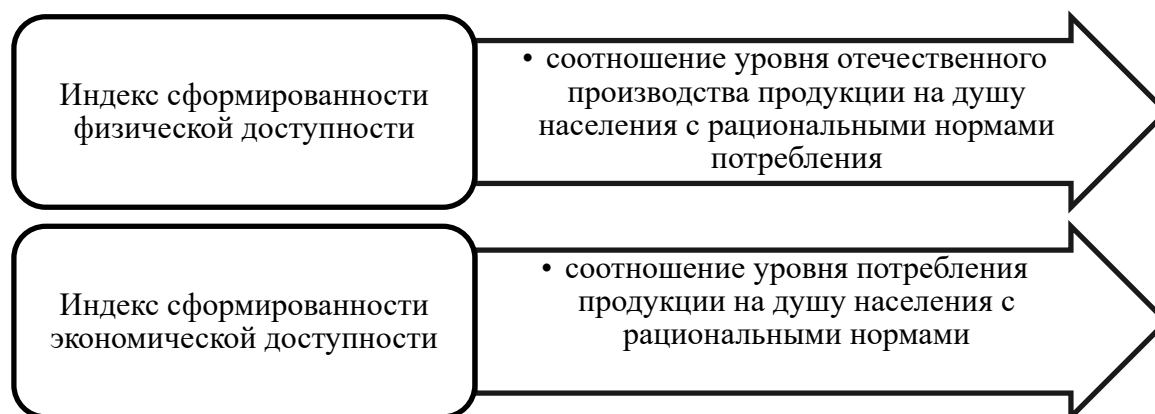 Индекс сформированности
физической доступности
• соотношение уровня отечественного
производства продукции на душу
населения с рациональными нормами
потребления
Индекс сформированности
экономической доступности
• соотношение уровня потребления
продукции на душу населения с
рациональными нормами